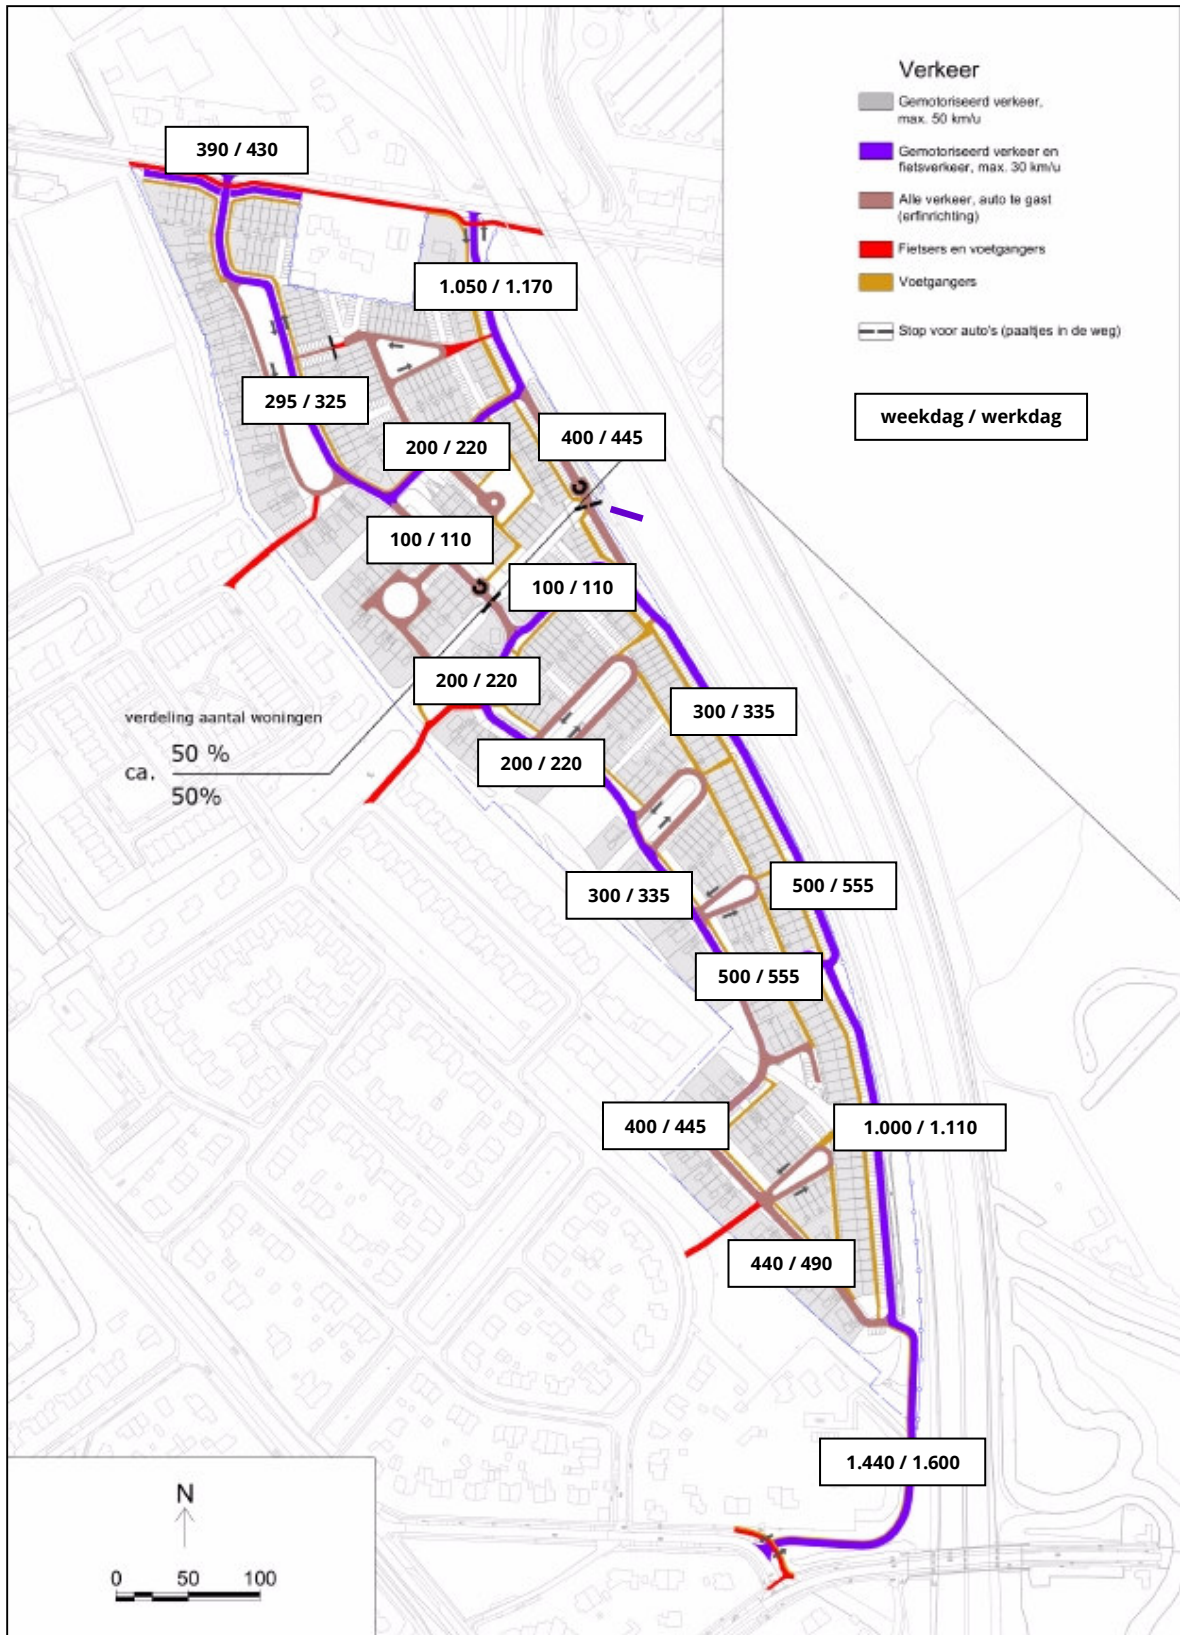 Verkeer
Gemotoriseerd verkeer,
max. 50 km/u
Gemotoriseerd verkeer en
fietsverkeer, max. 30 km/u
Alle verkeer, auto te gast
(erfinrichting)
Fietsers en voetgangers
Voetgangers
Stop voor auto's (paaltjes in de weg)
weekdag / werkdag
390 / 430
1.050 / 1.170
295 / 325
200 / 220
400 / 445
100 / 110
100 / 110
200 / 220
300 / 335
verdeling aantal woningen
50 %
ca.
50%
200 / 220
300 / 335
500 / 555
500 / 555
400 / 445
1.000 / 1.110
440 / 490
1.440 / 1.600
N
0 50 100